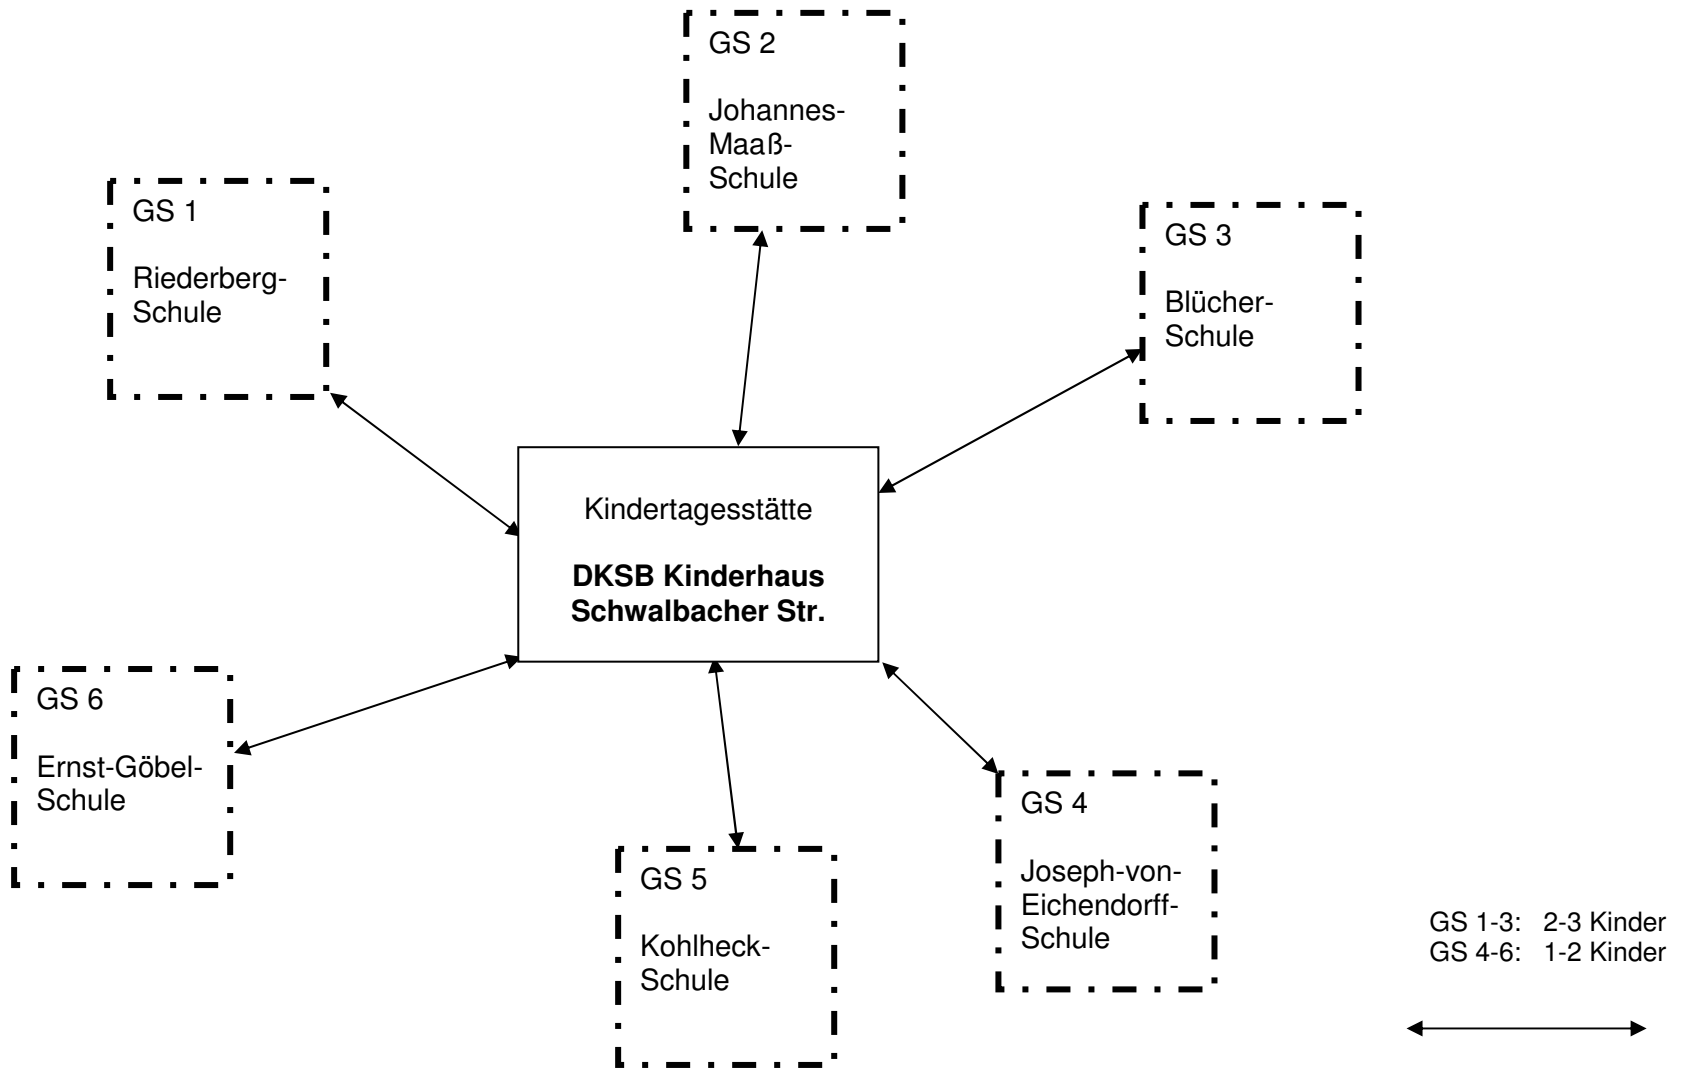 GS 2
Johannes-
Maaß-
Schule
GS 1
Riederberg-
Schule
GS 3
Blücher-
Schule
Kindertagesstätte
DKSB Kinderhaus
Schwalbacher Str.
GS 6
Ernst-Göbel-
Schule
GS 4
Joseph-von-
Eichendorff-
Schule
GS 5
Kohlheck-
Schule
GS 1-3: 2-3 Kinder
GS 4-6: 1-2 Kinder